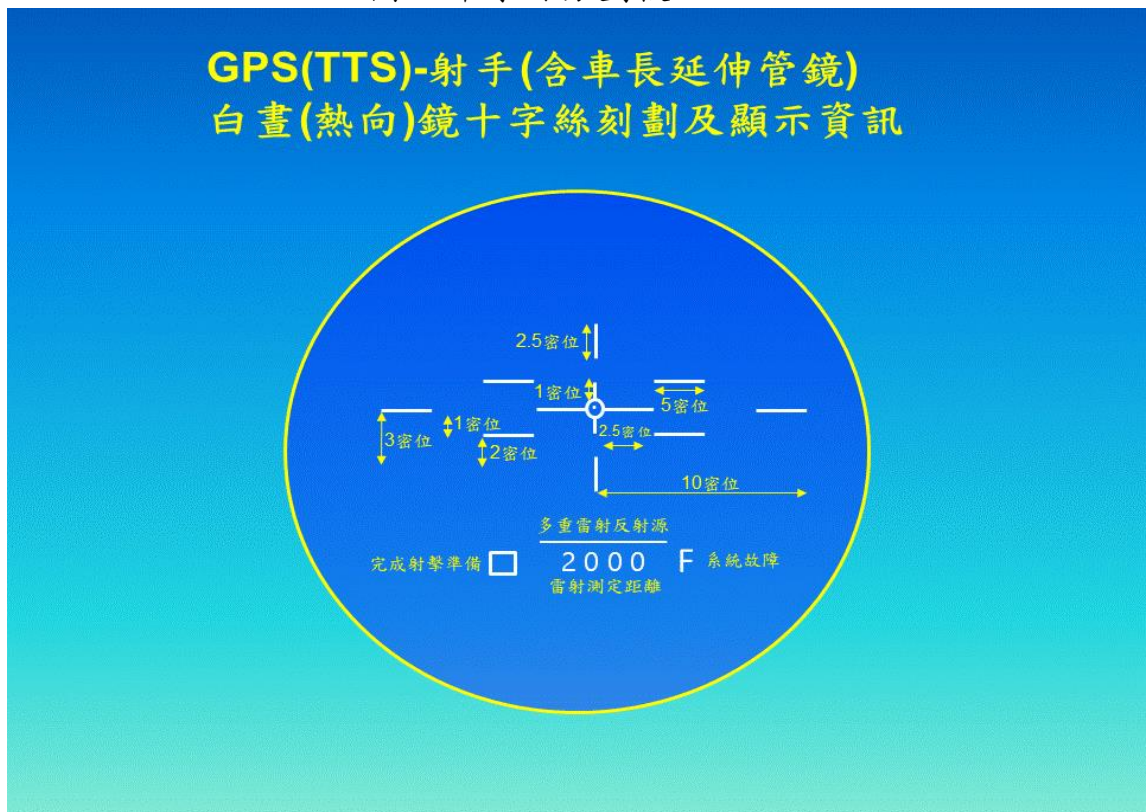 GPS(TTS)-射手(含車長延伸管鏡)
白晝(熱向)鏡十字絲刻劃及顯示資訊
2.5密位
1密位
5密位
1密位
3密位
2.5密位
2密位
10密位
多重雷射反射源
完成射擊準備
2000
F 系統故障
雷射測定距離